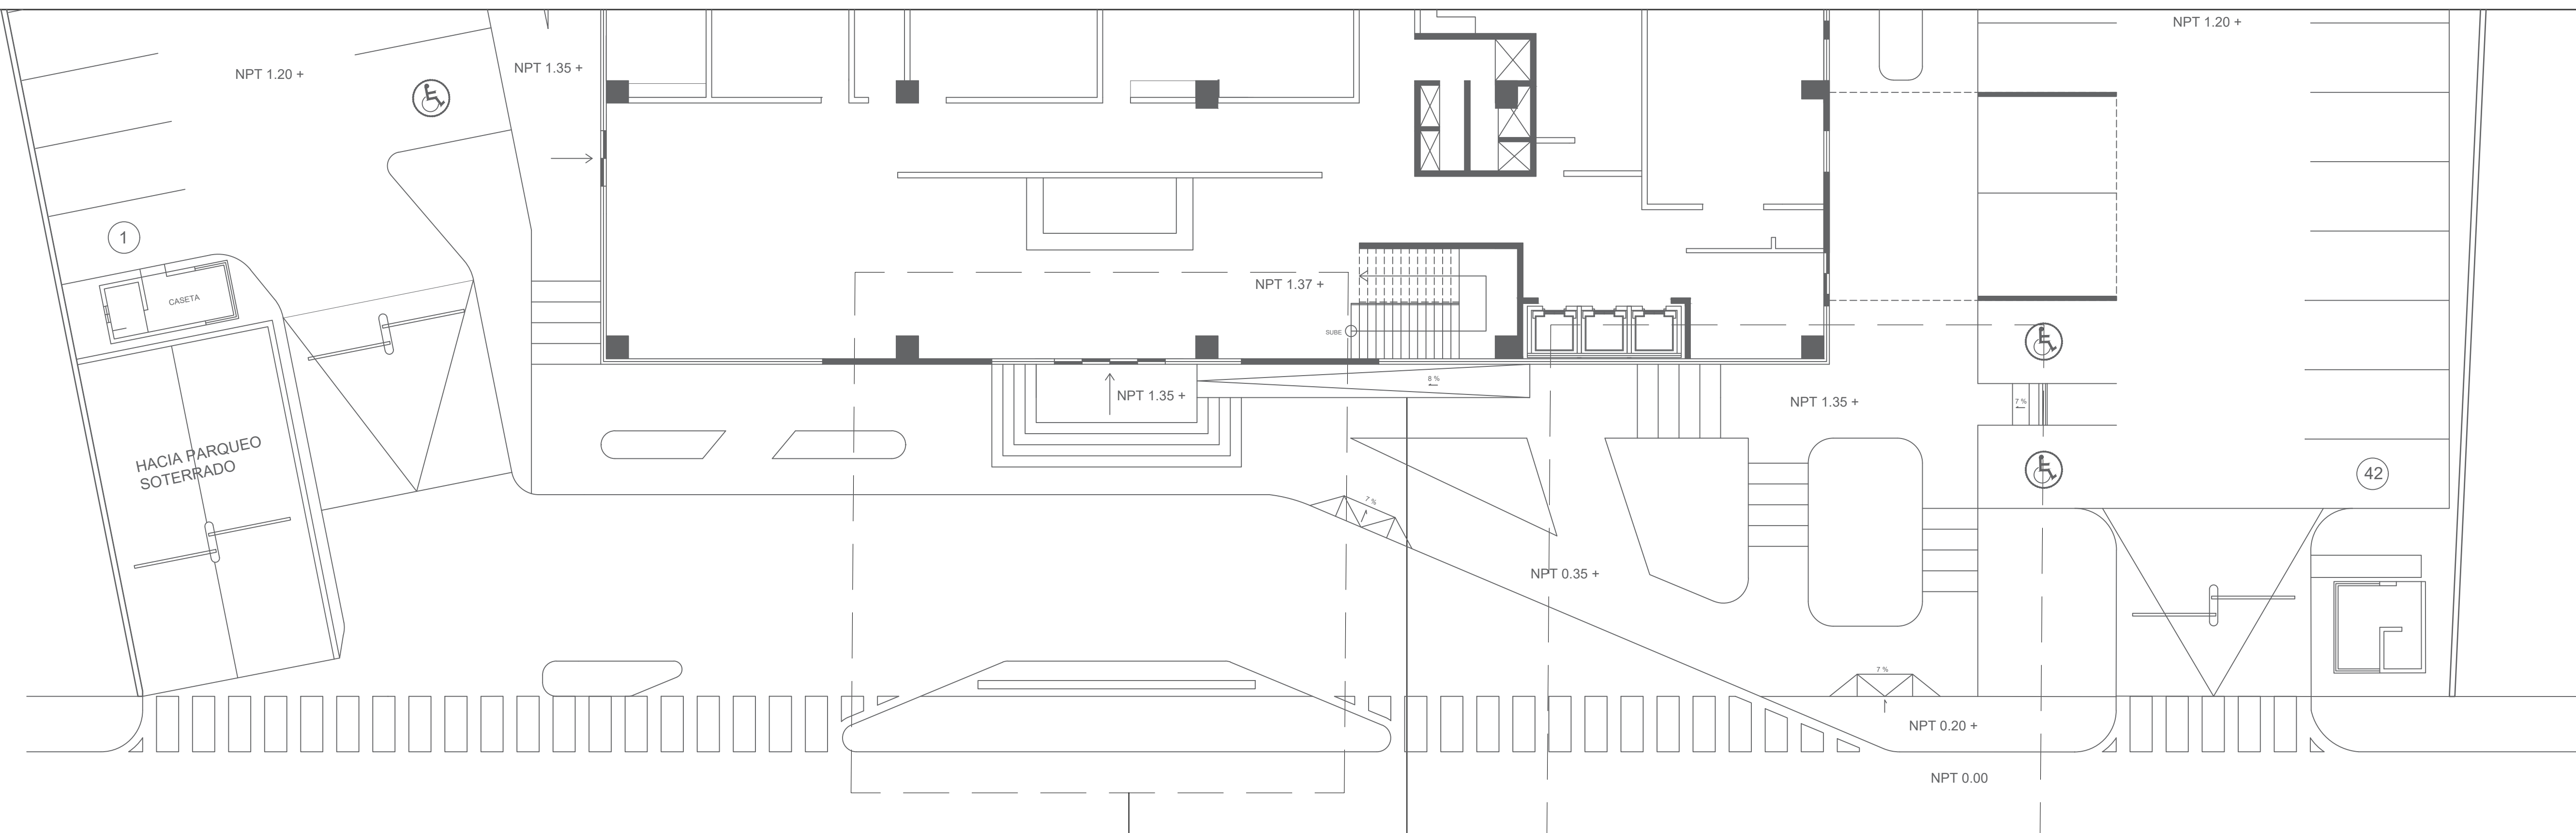 NPT 1.20 +
NPT 1.20 +
NPT 1.35 +
1
CASETA
NPT 1.37 +
SUBE
8 %
NPT 1.35 +
NPT 1.35 +
7 %
HACIA PARQUEO
SOTERRADO
42
7 %
NPT 0.35 +
7 %
NPT 0.20 +
NPT 0.00